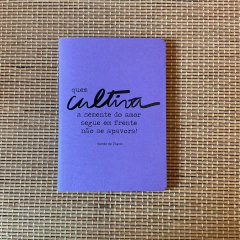 quem
cultiva
a semente do amor
segue em frente
não se apavora!